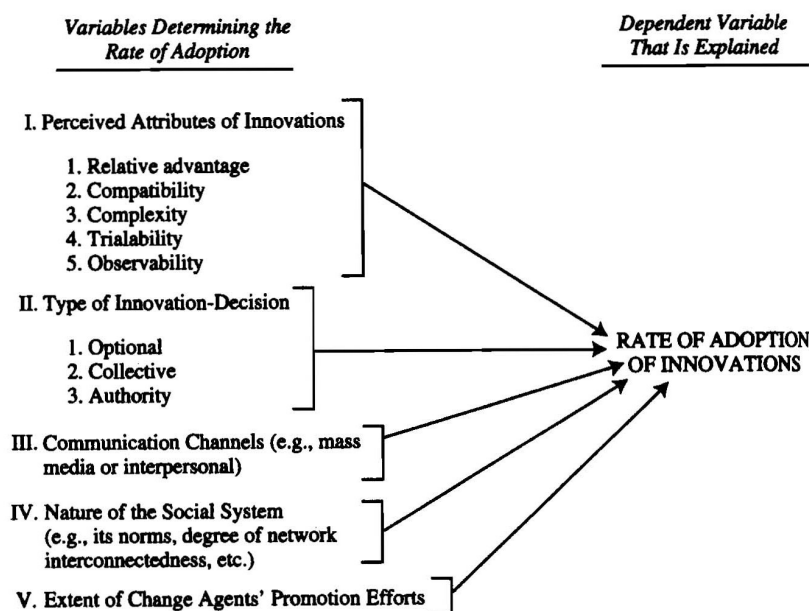 Variables Determining the
Rate of Adoption
Dependent Variable
That Is Explained
I. Perceived Attributes of Innovations
1. Relative advantage
2. Compatibility
3. Complexity
4. Trialability
5. Observability
II. Type of Innovation-Decision
1. Optional
2. Collective
3. Authority
III. Communication Channels (e.g., mass
media or interpersonal)
IV. Nature of the Social System
(e.g., its norms, degree of network
interconnectedness, etc.)
V. Extent of Change Agents' Promotion Efforts
RATE OF ADOPTION
OF INNOVATIONS